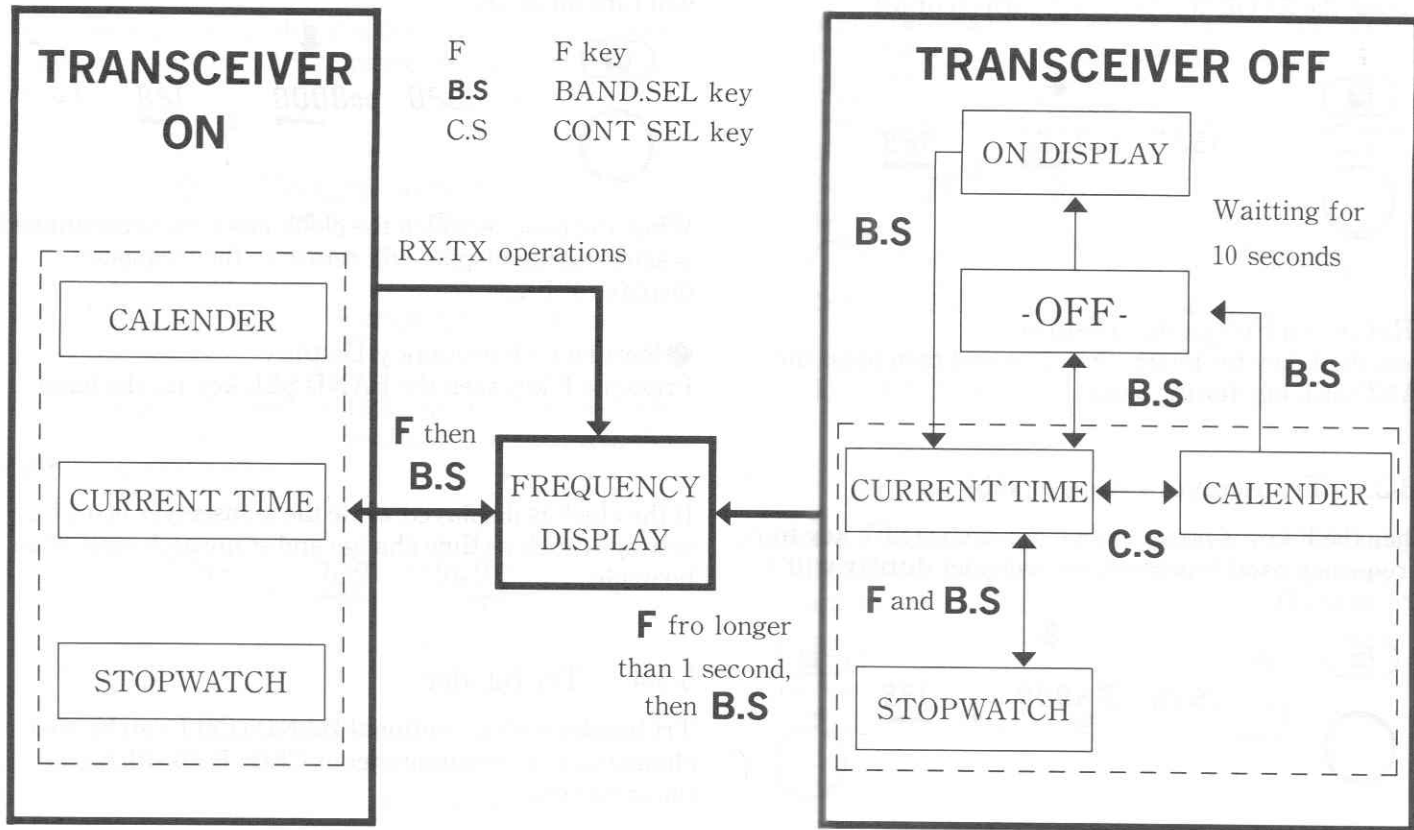 TRANSCEIVER
ON
F F key
B.S BAND.SEL key
C.S CONT SEL key
TRANSCEIVER OFF
ON DISPLAY
B.S
Waitting for
10 seconds
-OFF-
B.S
B.S
RX.TX operations
CALENDER
CURRENT TIME
STOPWATCH
F then
B.S
FREQUENCY
DISPLAY
F fro longer
than 1 second,
then B.S
CURRENT TIME
CALENDER
C.S
F and B.S
STOPWATCH